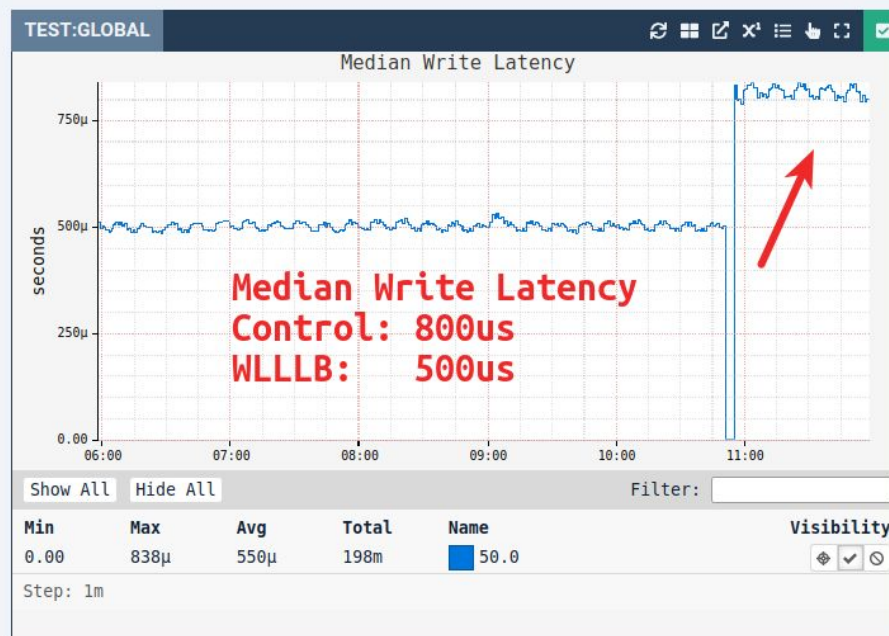 TEST:GLOBAL
Median Write Latency
750µ
500µ
250µ
0.00
seconds
Median Write Latency
Control: 800us
WLLLB: 500us
06:00 07:00 08:00 09:00 10:00 11:00
Show All Hide All Filter:
Min Max Avg Total Name Visibility
0.00 838µ 550µ 198m 50.0
Step: 1m